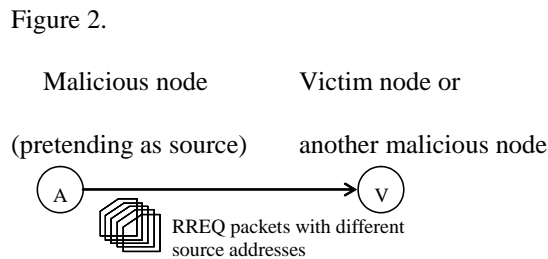 Figure 2.
Malicious node Victim node or
(pretending as source) another malicious node
A V
RREQ packets with different
source addresses